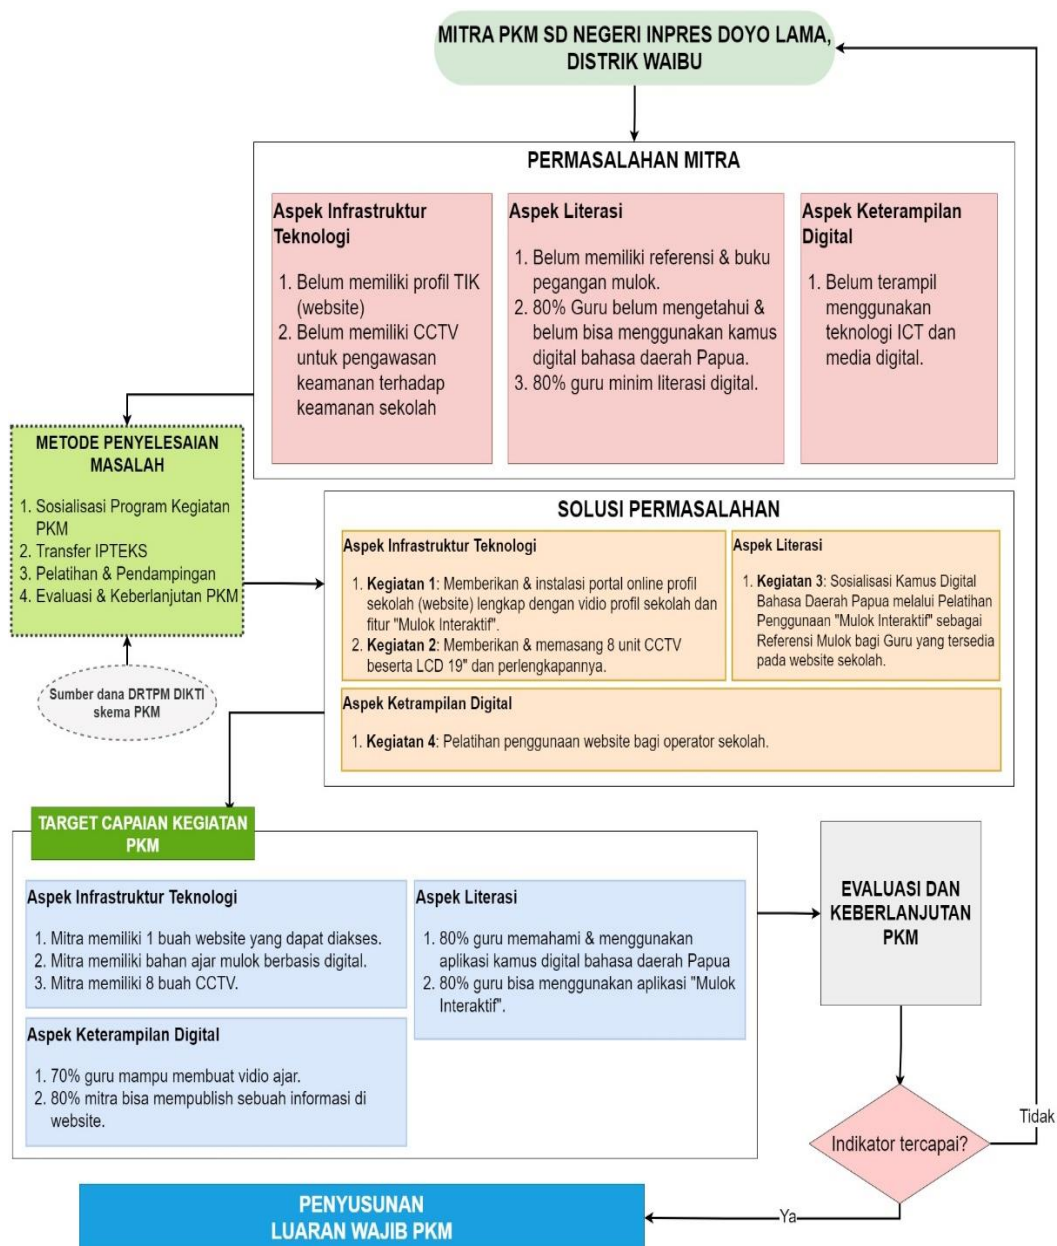 MITRA PKM SD NEGERI INPRES DOYO LAMA,
DISTRIK WAIBU
PERMASALAHAN MITRA
Aspek Infrastruktur
Teknologi
1. Belum memiliki profil TIK
(website)
2. Belum memiliki CCTV
untuk pengawasan
keamanan terhadap
keamanan sekolah
Aspek Literasi
1. Belum memiliki referensi & buku
pegangan mulok.
2. 80% Guru belum mengetahui &
belum bisa menggunakan kamus
digital bahasa daerah Papua.
3. 80% guru minim literasi digital.
Aspek Keterampilan
Digital
1. Belum terampil
menggunakan
teknologi ICT dan
media digital.
METODE PENYELESAIAN
MASALAH
1. Sosialisasi Program Kegiatan
PKM
2. Transfer IPTEKS
3. Pelatihan & Pendampingan
4. Evaluasi & Keberlanjutan PKM
Sumber dana DRTPM DIKTI
skema PKM
SOLUSI PERMASALAHAN
Aspek Infrastruktur Teknologi
1. Kegiatan 1: Memberikan & instalasi portal online profil
sekolah (website) lengkap dengan vidio profil sekolah dan
fitur "Mulok Interaktif".
2. Kegiatan 2: Memberikan & memasang 8 unit CCTV
beserta LCD 19" dan perlengkapannya.
Aspek Literasi
1. Kegiatan 3: Sosialisasi Kamus Digital
Bahasa Daerah Papua melalui Pelatihan
Penggunaan "Mulok Interaktif" sebagai
Referensi Mulok bagi Guru yang tersedia
pada website sekolah.
Aspek Ketrampilan Digital
1. Kegiatan 4: Pelatihan penggunaan website bagi operator sekolah.
TARGET CAPAIAN KEGIATAN
PKM
Aspek Infrastruktur Teknologi
1. Mitra memiliki 1 buah website yang dapat diakses.
2. Mitra memiliki bahan ajar mulok berbasis digital.
3. Mitra memiliki 8 buah CCTV.
Aspek Literasi
1. 80% guru memahami & menggunakan
aplikasi kamus digital bahasa daerah Papua
2. 80% guru bisa menggunakan aplikasi "Mulok
Interaktif".
Aspek Keterampilan Digital
1. 70% guru mampu membuat vidio ajar.
2. 80% mitra bisa mempublish sebuah informasi di
website.
EVALUASI DAN
KEBERLANJUTAN
PKM
Indikator tercapai?
Tidak
Ya
PENYUSUNAN
LUARAN WAJIB PKM